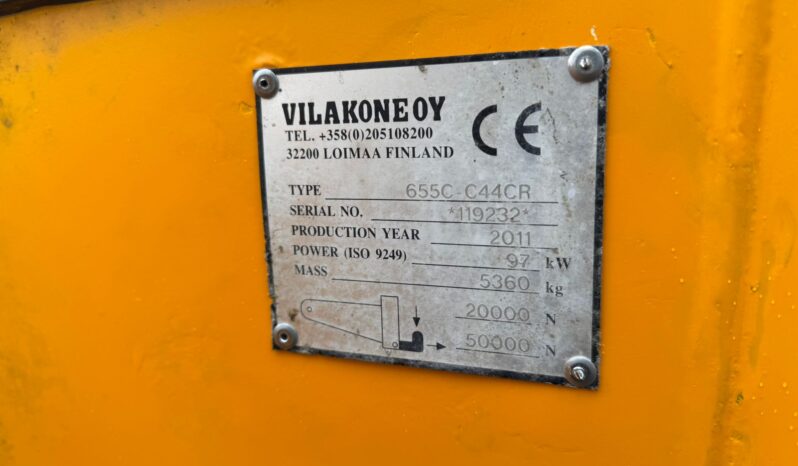 VILAKONE OY
TEL. +358(0)205108200
32200 LOIMAA FINLAND
CE
TYPE 655C-C44CR
SERIAL NO. *119232*
PRODUCTION YEAR 2011
POWER (ISO 9249) 97 kW
MASS 5360 kg
20000 N
50000 N